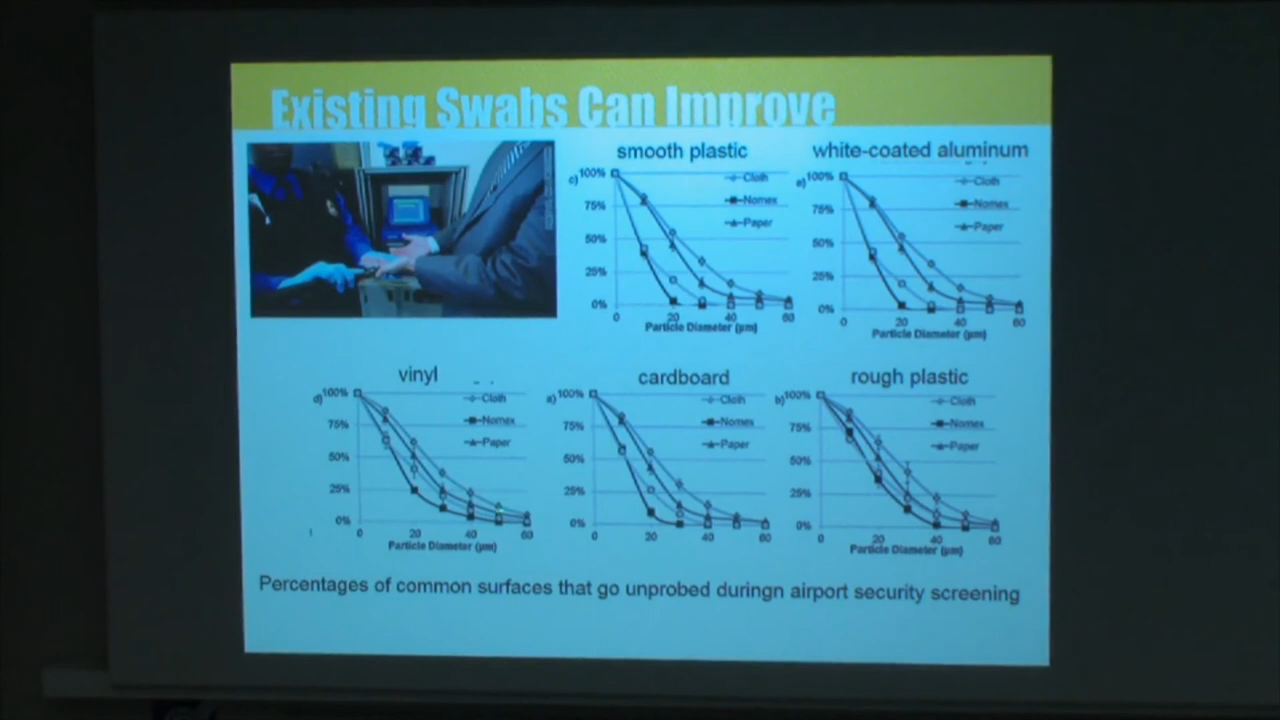 Existing Swabs Can Improve
smooth plastic
c)
100%
75%
50%
25%
0%
0 20 40 60
Particle Diameter (µm)
Cloth
Nomex
Paper
white-coated aluminum
e)
100%
75%
50%
25%
0%
0 20 40 60
Particle Diameter (µm)
Cloth
Nomex
Paper
vinyl
d)
100%
75%
50%
25%
0%
0 20 40 60
Particle Diameter (µm)
Cloth
Nomex
Paper
cardboard
a)
100%
75%
50%
25%
0%
0 20 40 60
Cloth
Nomex
Paper
rough plastic
b)
100%
75%
50%
25%
0%
0 20 40 60
Particle Diameter (µm)
Cloth
Nomex
Paper
Percentages of common surfaces that go unprobed duringn airport security screening